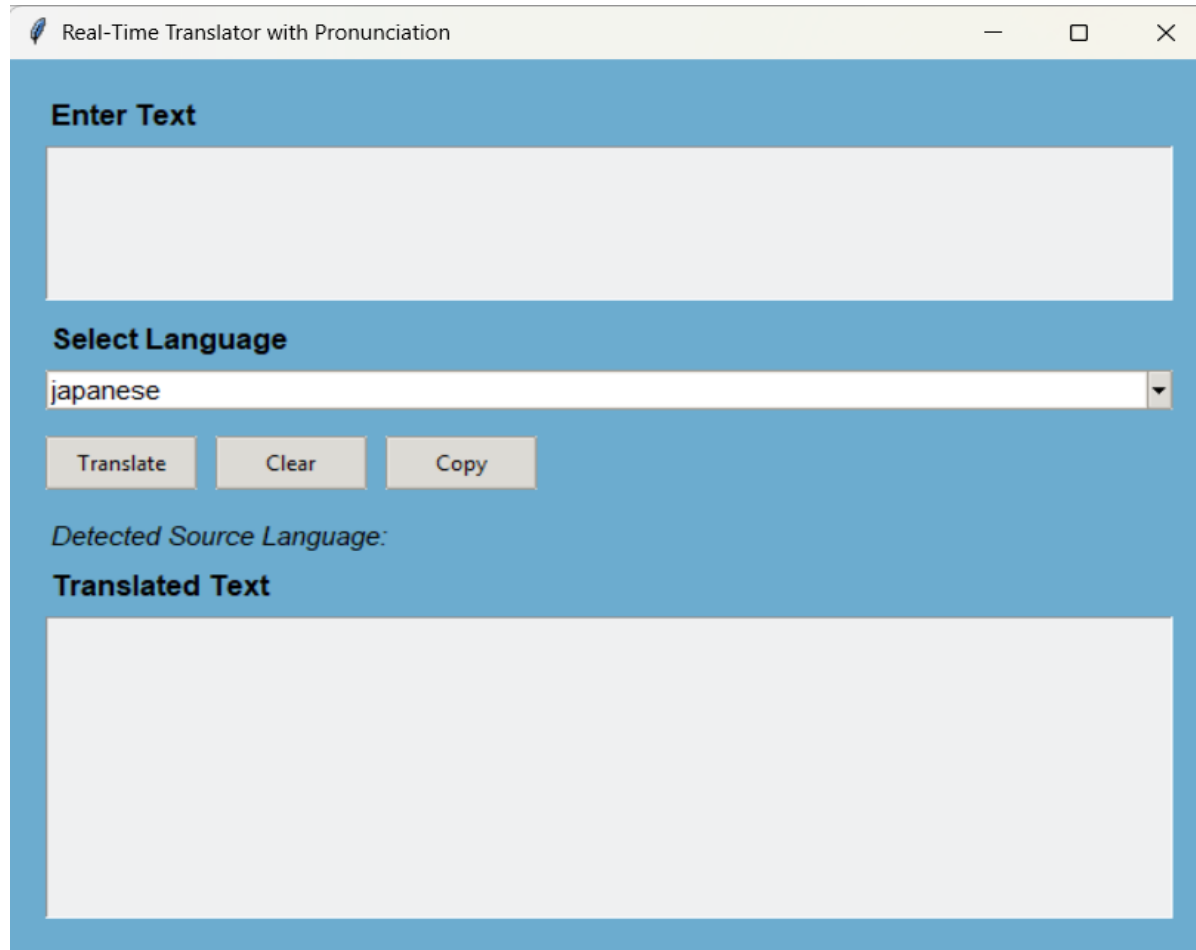 Real-Time Translator with Pronunciation
Enter Text
Select Language
japanese
Translate Clear Copy
Detected Source Language:
Translated Text